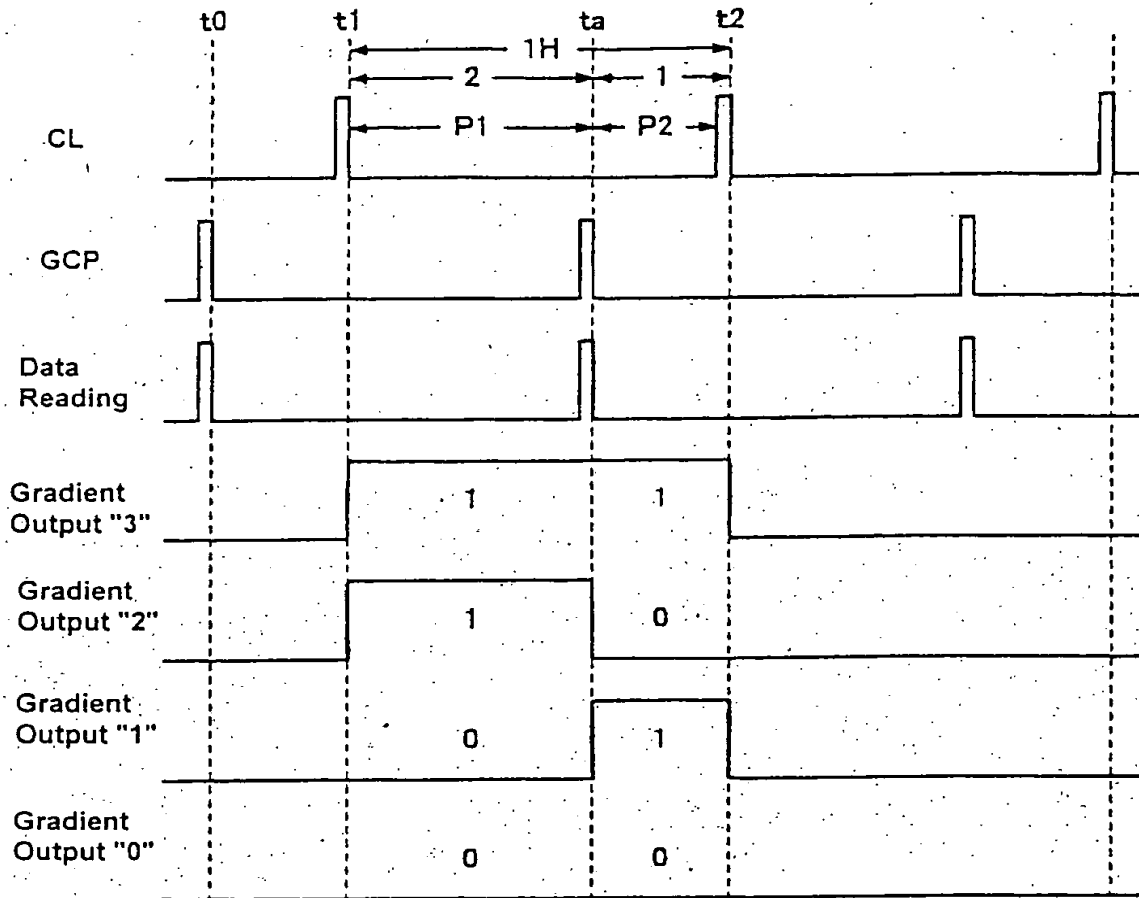 t0 t1 ta t2
1H
2 1
P1 P2
CL
GCP
Data
Reading
Gradient
Output "3"
1 1
Gradient
Output "2"
1 0
Gradient
Output "1"
0 1
Gradient
Output "0"
0 0